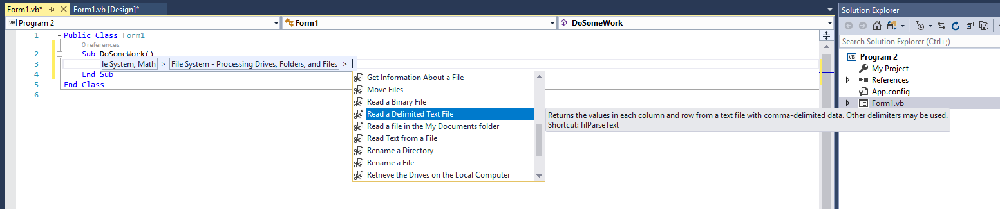 Form1.vb*
Form1.vb [Design]*
VB Program 2
Form1
DoSomeWork
1 Public Class Form1
0 references
2 Sub DoSomeWork()
3 le System, Math > File System - Processing Drives, Folders, and Files >
4 End Sub
5 End Class
6
Get Information About a File
Move Files
Read a Binary File
Read a Delimited Text File
Read a file in the My Documents folder
Read Text from a File
Rename a Directory
Rename a File
Retrieve the Drives on the Local Computer
Returns the values in each column and row from a text file with comma-delimited data. Other delimiters may be used.
Shortcut: filParseText
Solution Explorer
Search Solution Explorer (Ctrl+;)
VB Program 2
My Project
References
App.config
Form1.vb